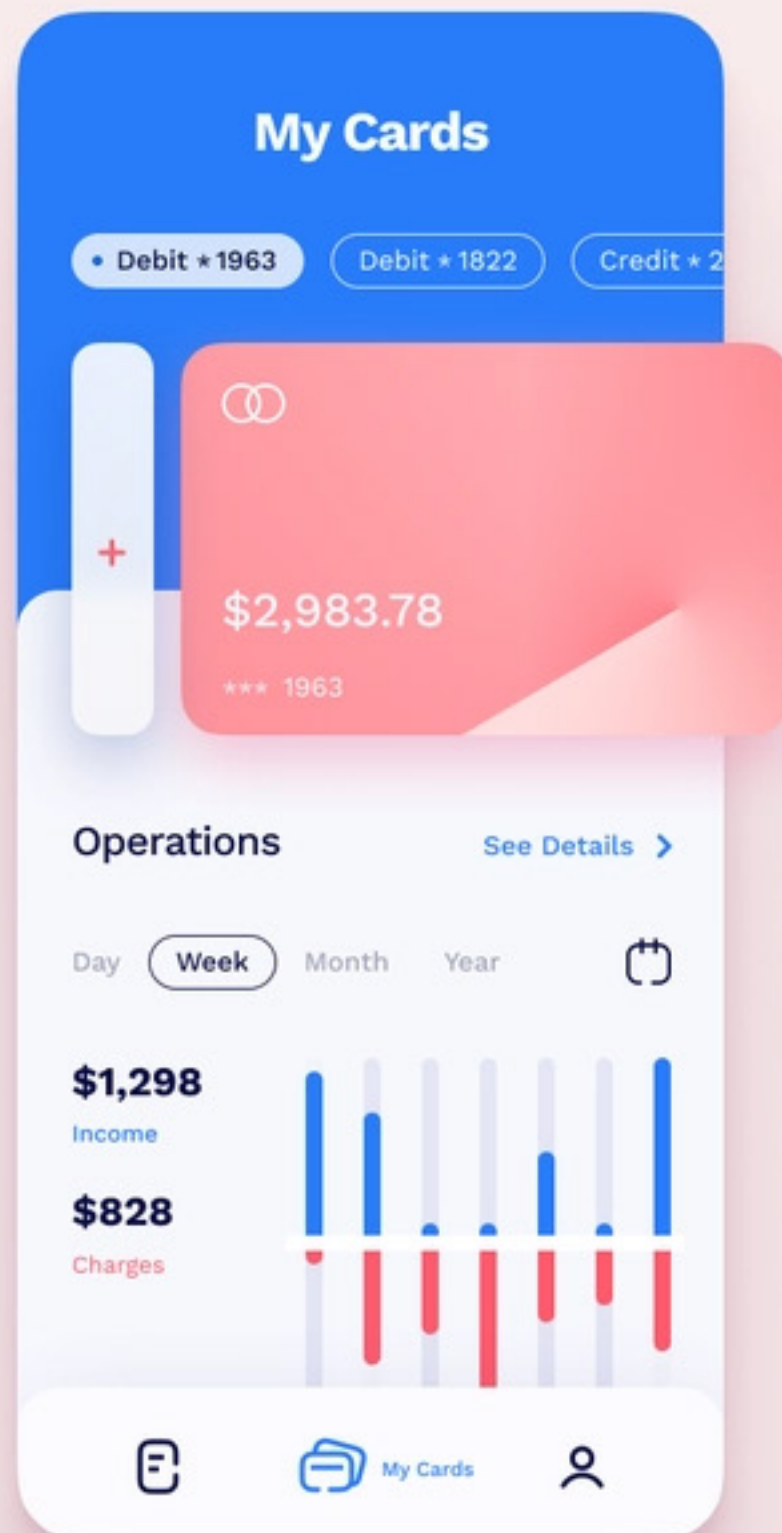 My Cards
Debit * 1963
Debit * 1822
Credit * 2
+
$2,983.78
*** 1963
Operations
See Details >
Day Week Month Year
$1,298
Income
$828
Charges
My Cards